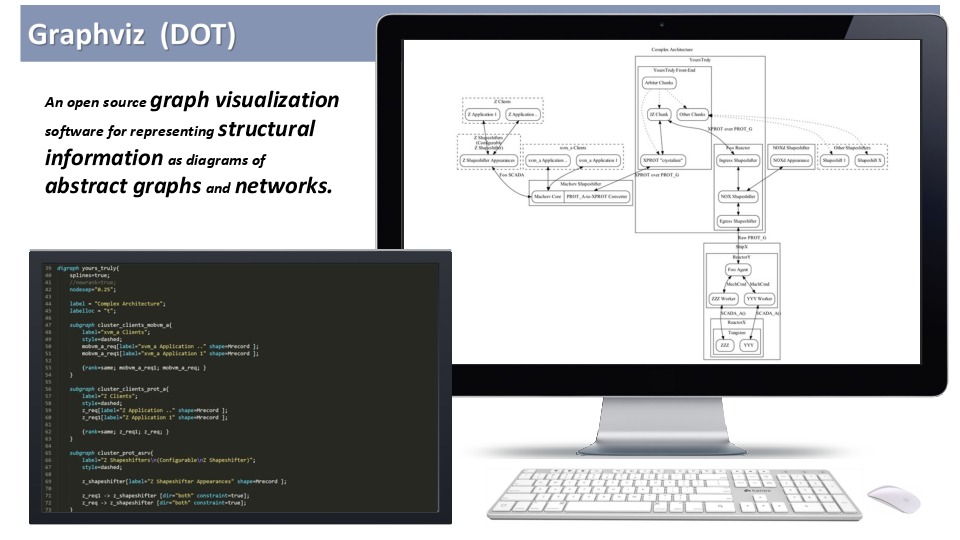 Graphviz (DOT)
An open source graph visualization
software for representing structural
information as diagrams of
abstract graphs and networks.
39 digraph yours_truly{
40 splines=true;
41 //newrank=true;
42 nodesep="0.25";
43
44 label = "Complex Architecture";
45 labelloc = "t";
46
47 subgraph cluster_clients_mobvm_a{
48 label="xvm_a Clients";
49 style=dashed;
50 mobvm_a_req[label="xvm_a Application .." shape=Mrecord ];
51 mobvm_a_req1[label="xvm_a Application 1" shape=Mrecord ];
52
53 {rank=same; mobvm_a_req1; mobvm_a_req; }
54 }
55
56 subgraph cluster_clients_prot_a{
57 label="Z Clients";
58 style=dashed;
59 z_req[label="Z Application .." shape=Mrecord ];
60 z_req1[label="Z Application 1" shape=Mrecord ];
61
62 {rank=same; z_req1; z_req; }
63 }
64
65 subgraph cluster_prot_asrv{
66 label="Z Shapeshifters\n(Configurable\nZ Shapeshifter)";
67 style=dashed;
68
69 z_shapeshifter[label="Z Shapeshifter Appearances" shape=Mrecord ];
70
71 z_req1 -> z_shapeshifter [dir="both" constraint=true];
72 z_req -> z_shapeshifter [dir="both" constraint=true];
73 }
Complex Architecture
YoursTruly
YoursTruly Front-End
Arbiter Chunks
Z Clients
Z Application 1
Z Application ..
IZ Chunk
Other Chunks
XPROT over PROT_G
Z Shapeshifters
(Configurable
Z Shapeshifter)
Z Shapeshifter Appearances
xvm_a Clients
xvm_a Application ..
xvm_a Application 1
XPROT "crystalizer"
Foo Reactor
Ingress Shapeshifter
NOXd Shapeshifter
NOXd Appearance
Other Shapeshifters
Shapeshift 1
Shapeshift X
Foo SCADA
XPROT over PROT_G
Machorv Shapeshifter
Machorv Core
PROT_A-to-XPROT Converter
NOX Shapeshifter
Egress Shapeshifter
Raw PROT_G
ShipX
ReactorY
Foo Agent
MechCmd
MechCmd
ZZZ Worker
YYY Worker
SCADA_A()
SCADA_A()
ReactorX
Tongster
ZZZ
YYY